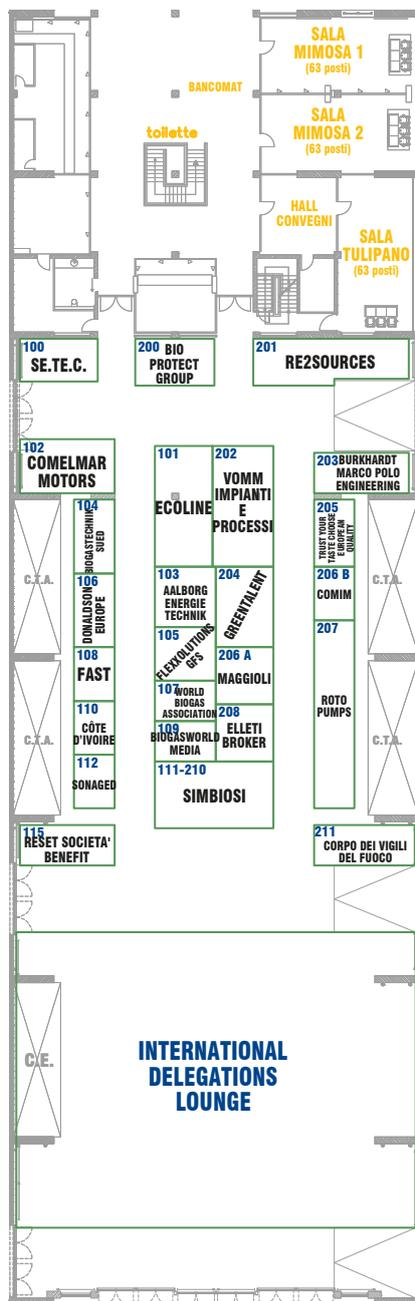 SALA
MIMOSA 1
(63 posti)
BANCOMAT
toilette
SALA
MIMOSA 2
(63 posti)
HALL
CONVEGNI
SALA
TULIPANO
(63 posti)
100
SE.TE.C.
200 BIO
PROTECT
GROUP
201
RE2SOURCES
102
COMELMAR
MOTORS
101
ECOLINE
202
VOMM
IMPIANTI
E
PROCESSI
203 BURKHARDT
MARCO POLO
ENGINEERING
104
BIOGASTECHNIK
SUED
205
TRUST YOUR
TASTE CHOOSE
EUROPEAN
QUALITY
C.T.A.
106
DONALDSON
EUROPE
103
AALBORG
ENERGIE
TECHNIK
204
GREENTALENT
206 B
COMIM
C.T.A.
105
FLEXXOLUTIONS
GFS
207
ROTO
PUMPS
108
FAST
206 A
MAGGIOLI
107 WORLD
BIOGAS
ASSOCIATION
110
CÔTE
D'IVOIRE
208
ELLETI
BROKER
109
BIOGASWORLD
MEDIA
C.T.A.
C.T.A.
112
SONAGED
111-210
SIMBIOSI
115
RESET SOCIETA'
BENEFIT
211
CORPO DEI VIGILI
DEL FUOCO
C.E.
INTERNATIONAL
DELEGATIONS
LOUNGE